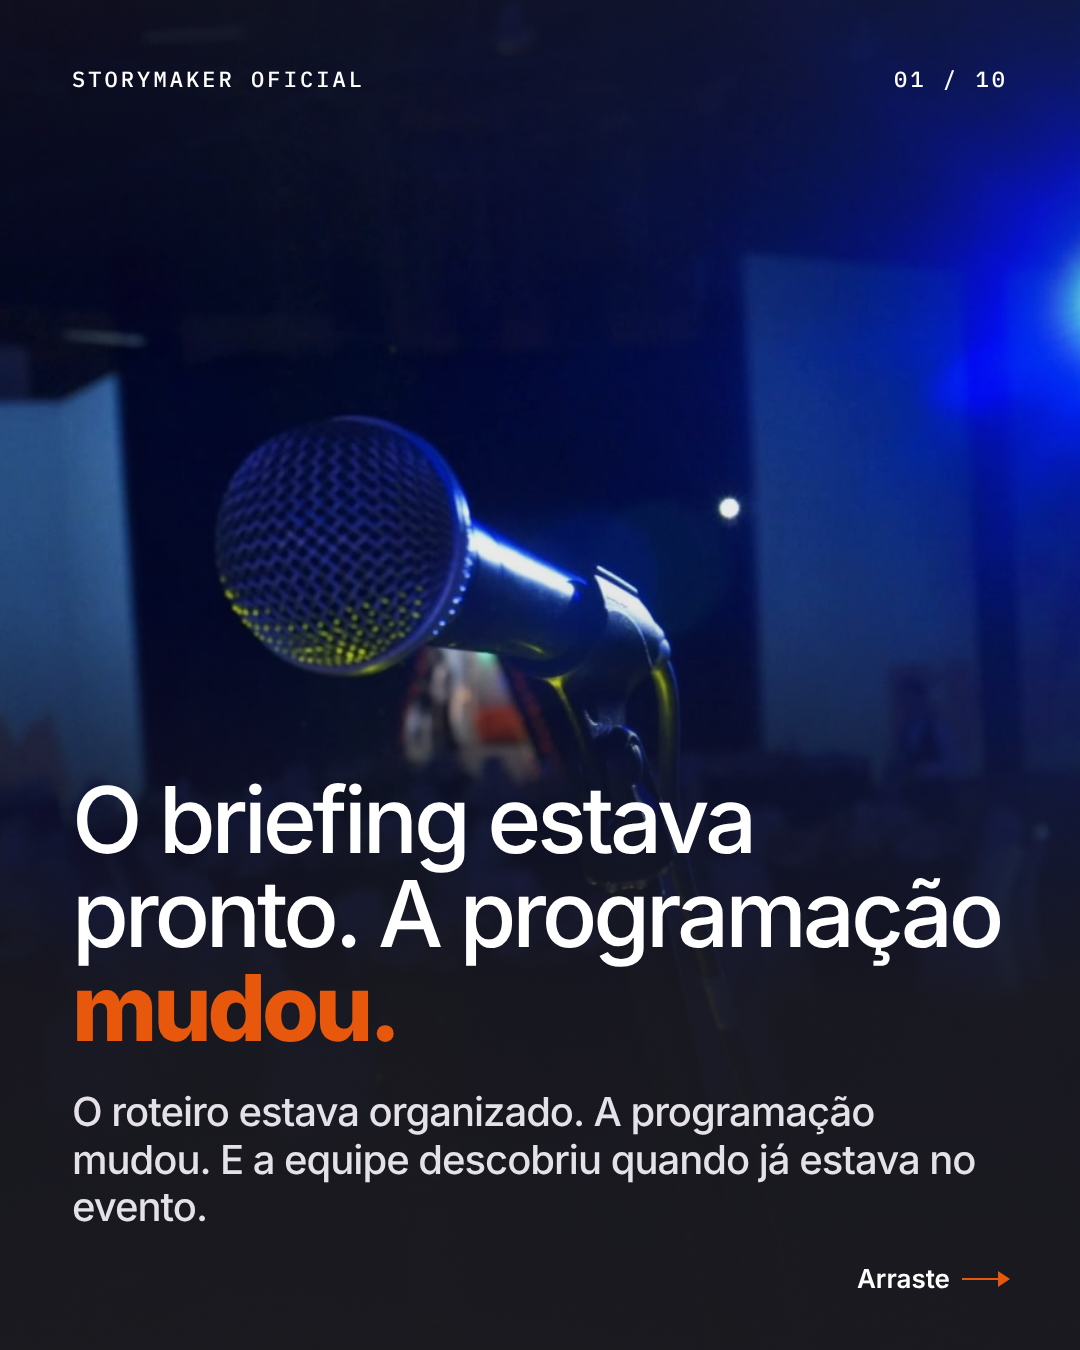 STORYMAKER OFICIAL
01 / 10
O briefing estava
pronto. A programação
mudou.
O roteiro estava organizado. A programação
mudou. E a equipe descobriu quando já estava no
evento.
Arraste